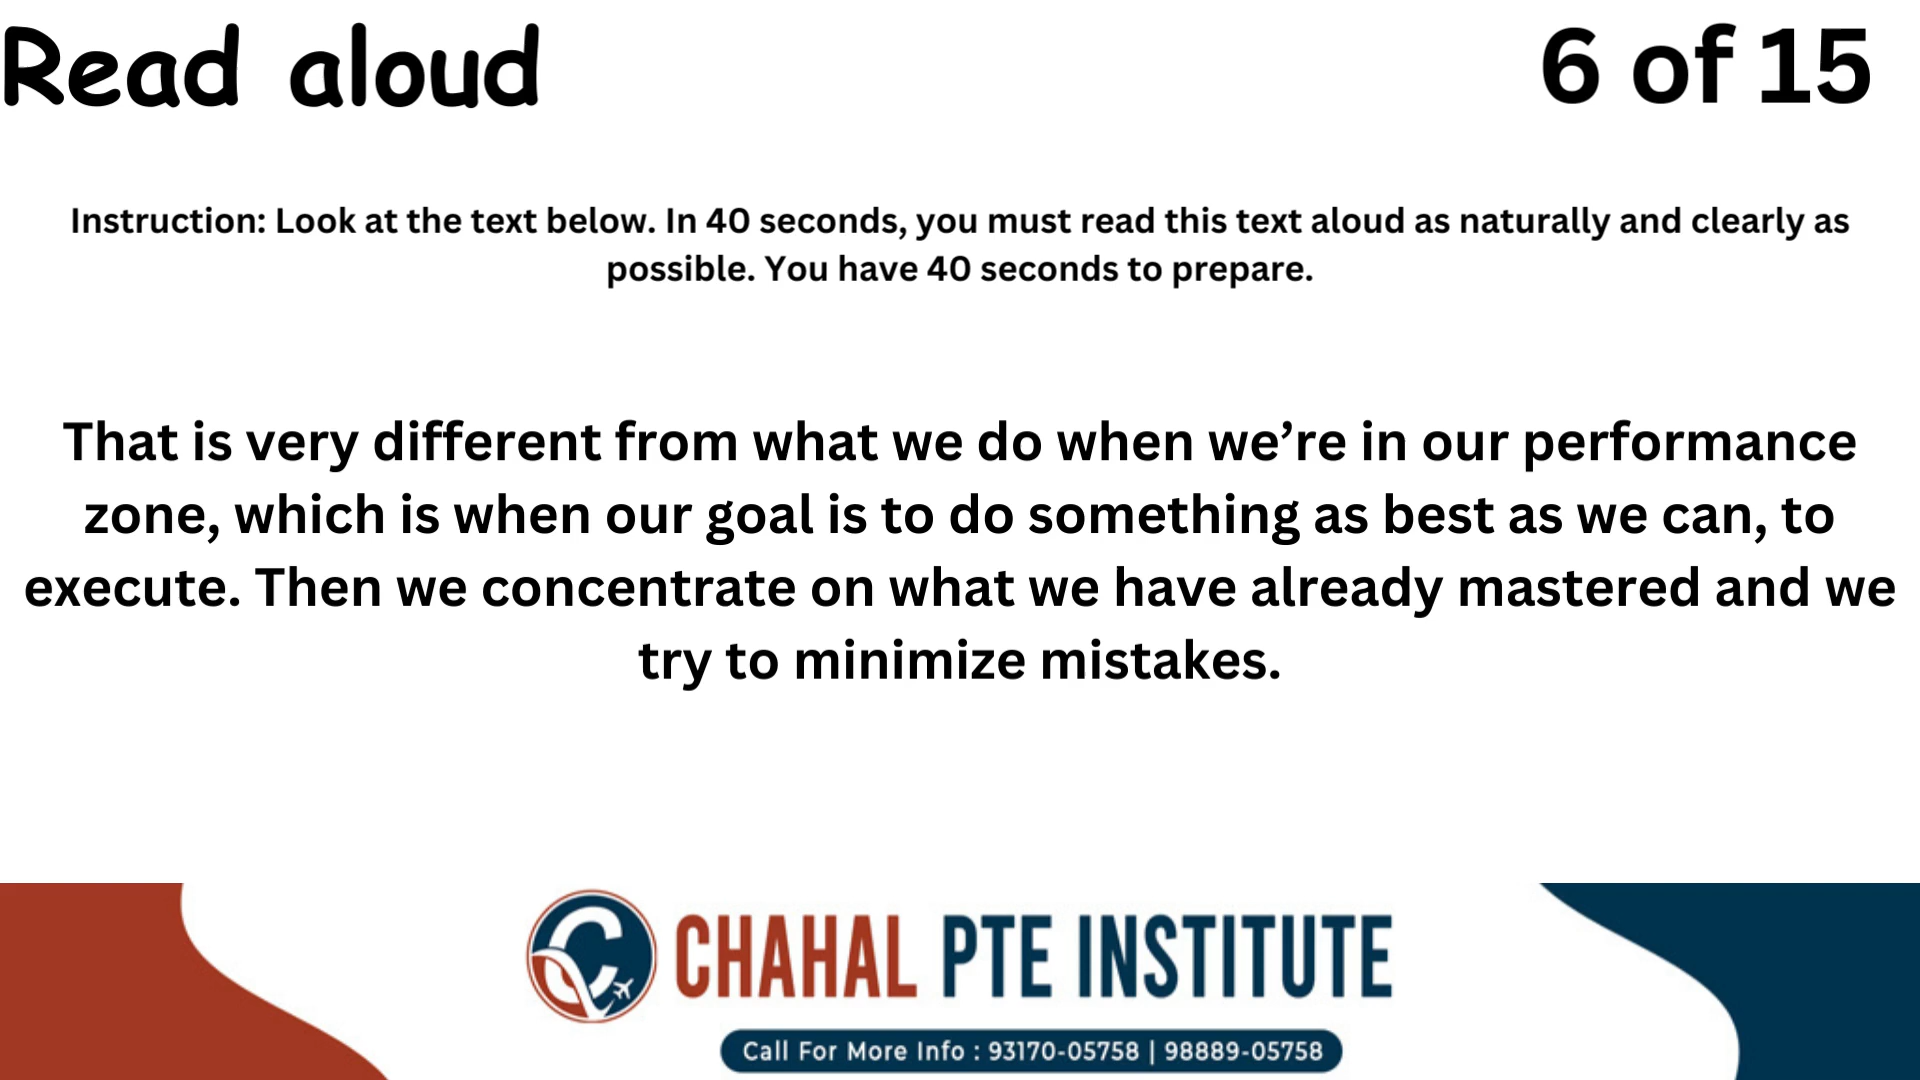 Read aloud
6 of 15
Instruction: Look at the text below. In 40 seconds, you must read this text aloud as naturally and clearly as
possible. You have 40 seconds to prepare.
That is very different from what we do when we’re in our performance
zone, which is when our goal is to do something as best as we can, to
execute. Then we concentrate on what we have already mastered and we
try to minimize mistakes.
CHAHAL PTE INSTITUTE
Call For More Info : 93170-05758 | 98889-05758